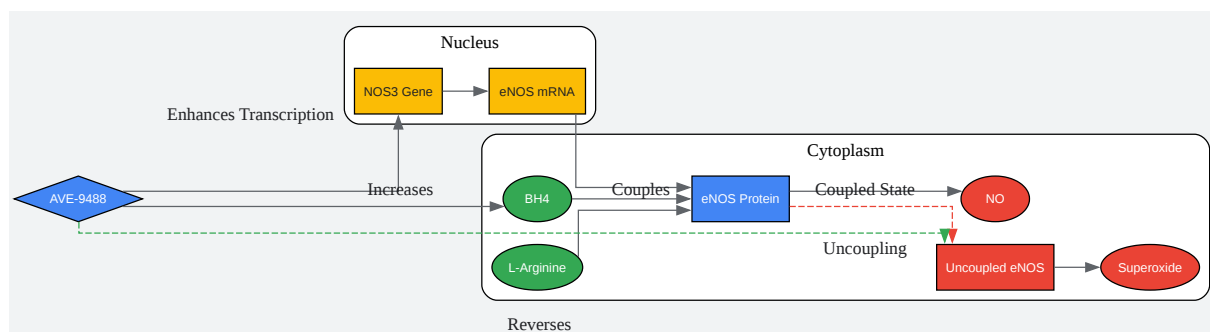 Nucleus
NOS3 Gene
eNOS mRNA
Enhances Transcription
Cytoplasm
AVE-9488
Increases
BH4
Couples
eNOS Protein
Coupled State
NO
Uncoupling
L-Arginine
Uncoupled eNOS
Superoxide
Reverses